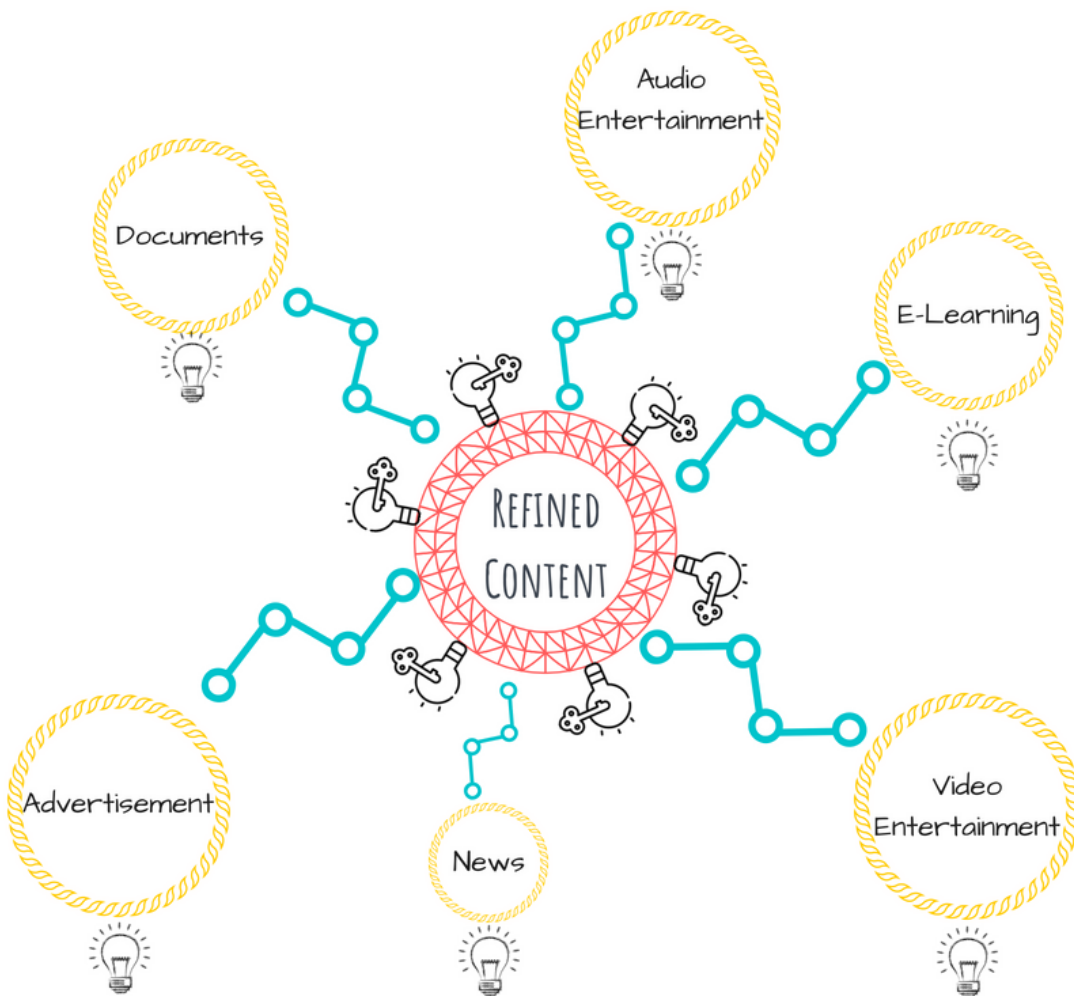 Audio
Entertainment
Documents
E-Learning
Refined
Content
Advertisement
Video
Entertainment
News